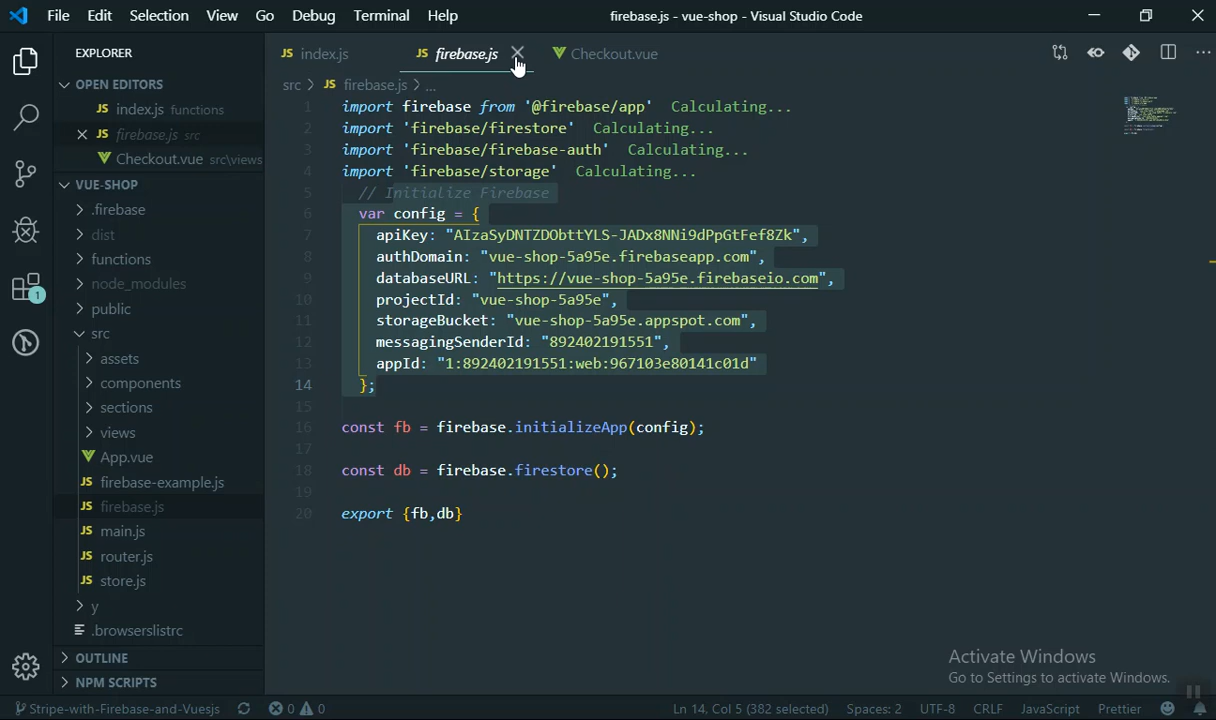 File Edit Selection View Go Debug Terminal Help firebase.js - vue-shop - Visual Studio Code
EXPLORER
OPEN EDITORS
JS index.js functions
JS firebase.js src
Checkout.vue src\views
VUE-SHOP
.firebase
dist
functions
node_modules
public
src
assets
components
sections
views
App.vue
JS firebase-example.js
JS firebase.js
JS main.js
JS router.js
JS store.js
y
.browserslistrc
OUTLINE
NPM SCRIPTS
1
JS index.js JS firebase.js Checkout.vue
src > JS firebase.js > ...
1 import firebase from '@firebase/app' Calculating...
2 import 'firebase/firestore' Calculating...
3 import 'firebase/firebase-auth' Calculating...
4 import 'firebase/storage' Calculating...
5 // Initialize Firebase
6 var config = {
7 apiKey: "AIzaSyDNTZDObttYLS-JADx8NNi9dPpGtFef8Zk",
8 authDomain: "vue-shop-5a95e.firebaseapp.com",
9 databaseURL: "https://vue-shop-5a95e.firebaseio.com",
10 projectId: "vue-shop-5a95e",
11 storageBucket: "vue-shop-5a95e.appspot.com",
12 messagingSenderId: "892402191551",
13 appId: "1:892402191551:web:967103e80141c01d"
14 };
15
16 const fb = firebase.initializeApp(config);
17
18 const db = firebase.firestore();
19
20 export {fb,db}
Activate Windows
Go to Settings to activate Windows.
Stripe-with-Firebase-and-Vuesjs 0 0 Ln 14, Col 5 (382 selected) Spaces: 2 UTF-8 CRLF JavaScript Prettier